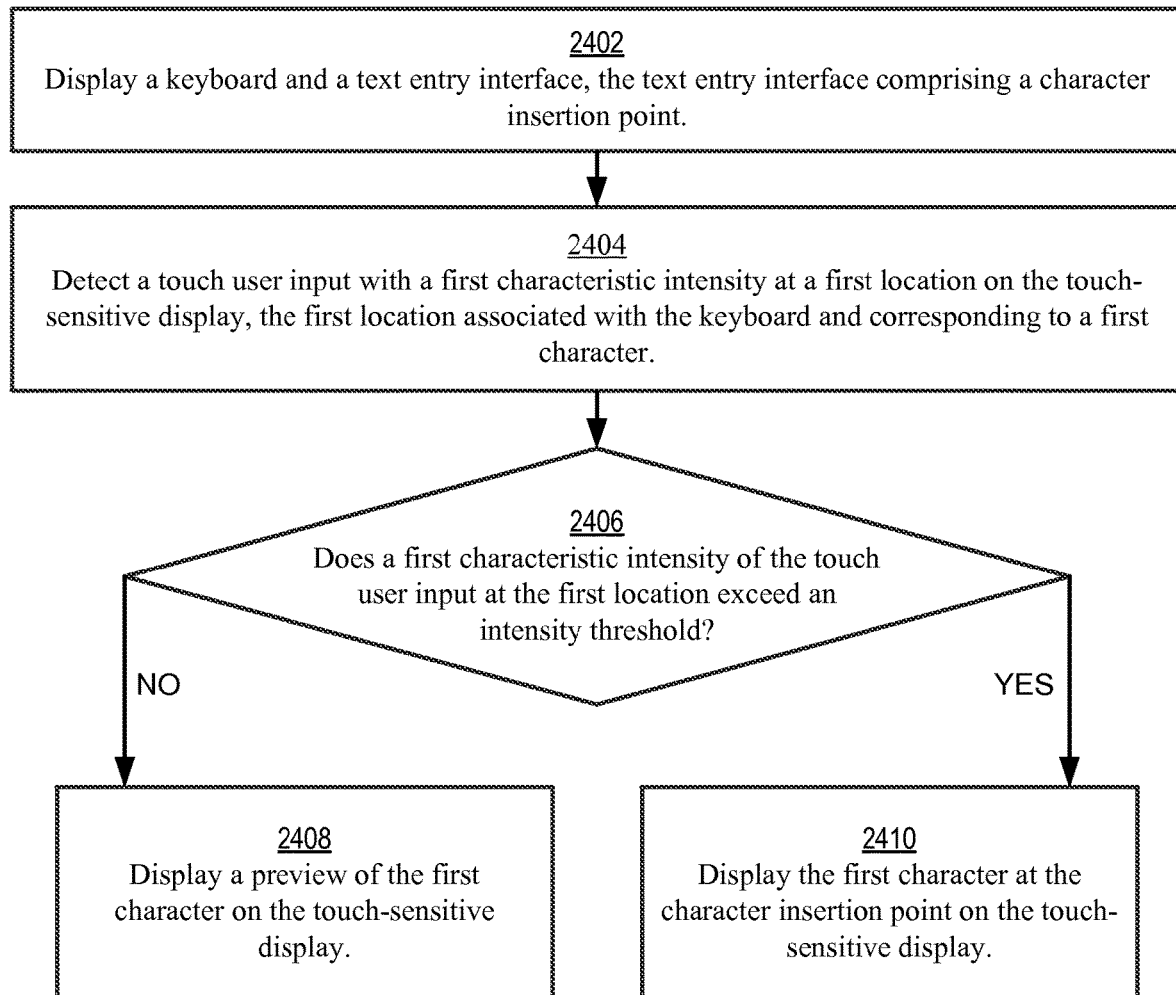 2402
Display a keyboard and a text entry interface, the text entry interface comprising a character
insertion point.
2404
Detect a touch user input with a first characteristic intensity at a first location on the touch-
sensitive display, the first location associated with the keyboard and corresponding to a first
character.
2406
Does a first characteristic intensity of the touch
user input at the first location exceed an
intensity threshold?
NO
YES
2408
Display a preview of the first
character on the touch-sensitive
display.
2410
Display the first character at the
character insertion point on the touch-
sensitive display.